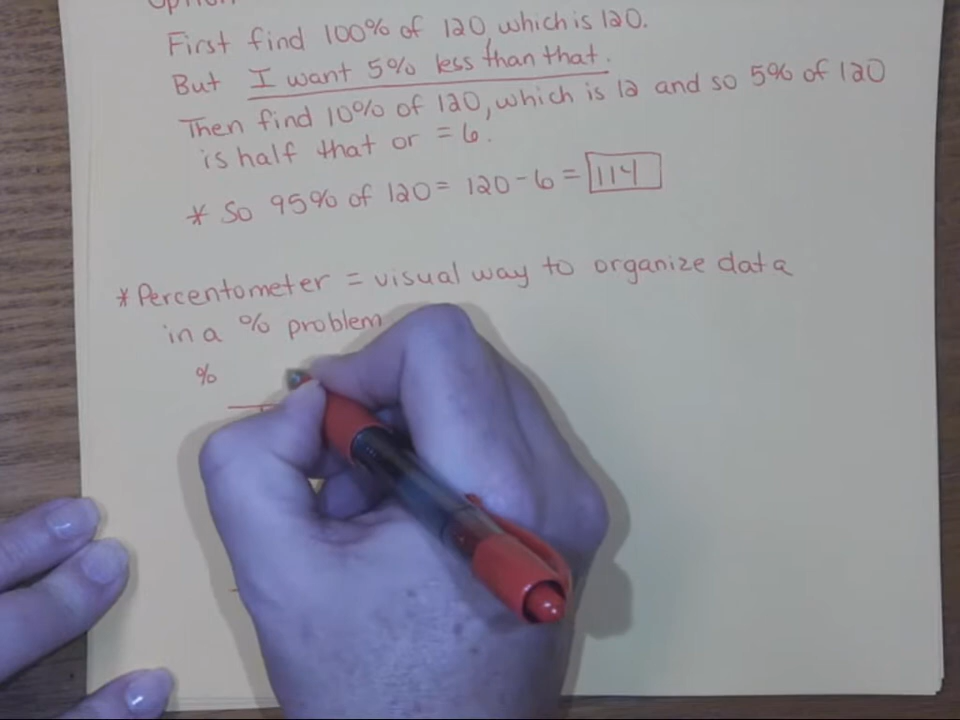 Option
First find 100% of 120, which is 120.
But I want 5% less than that.
Then find 10% of 120, which is 12 and so 5% of 120
is half that or = 6.
* So 95% of 120 = 120 - 6 = 114
* Percentometer = visual way to organize data
in a % problem
%